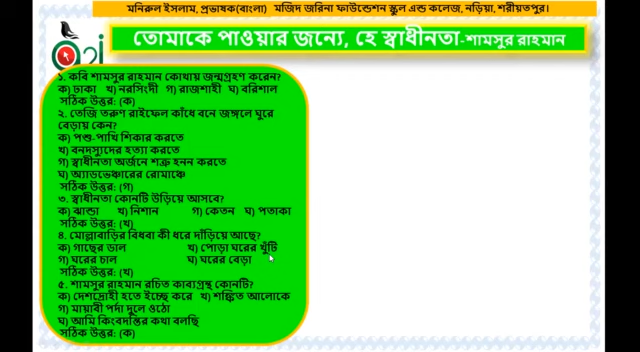 মনিরুল ইসলাম, প্রভাষক(বাংলা) মজিদ জরিনা ফাউন্ডেশন স্কুল এন্ড কলেজ, নড়িয়া, শরীয়তপুর।
তোমাকে পাওয়ার জন্যে, হে স্বাধীনতা-শামসুর রাহমান
১. কবি শামসুর রাহমান কোথায় জন্মগ্রহণ করেন?
ক) ঢাকা খ) নরসিংদী গ) রাজশাহী ঘ) বরিশাল
সঠিক উত্তর: (ক)
২. তেজি তরুণ রাইফেল কাঁধে বনে জঙ্গলে ঘুরে
বেড়ায় কেন?
ক) পশু-পাখি শিকার করতে
খ) বনদস্যুদের হত্যা করতে
গ) স্বাধীনতা অর্জনে শত্রু হনন করতে
ঘ) অ্যাডভেঞ্চারের রোমাঞ্চে
সঠিক উত্তর: (গ)
৩. স্বাধীনতা কোনটি উড়িয়ে আসবে?
ক) ঝান্ডা খ) নিশান গ) কেতন ঘ) পতাকা
সঠিক উত্তর: (খ)
৪. মোল্লাবাড়ির বিধবা কী ধরে দাঁড়িয়ে আছে?
ক) গাছের ডাল খ) পোড়া ঘরের খুঁটি
গ) ঘরের চাল ঘ) ঘরের বেড়া
সঠিক উত্তর: (খ)
৫. শামসুর রাহমান রচিত কাব্যগ্রন্থ কোনটি?
ক) দেশদ্রোহী হতে ইচ্ছে করে খ) শঙ্কিত আলোকে
গ) মায়াবী পর্দা দুলে ওঠো
ঘ) আমি কিংবদন্তির কথা বলছি
সঠিক উত্তর: (ক)